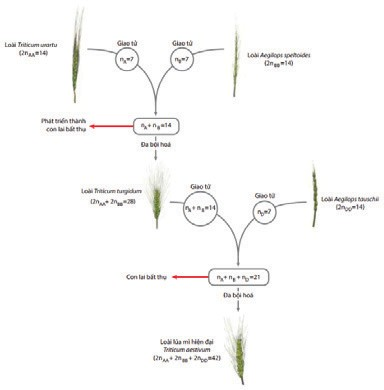 Loài Triticum urartu
(2nAA=14)
Giao tử
nA=7
Giao tử
nB=7
Loài Aegilops speltoides
(2nBB=14)
Phát triển thành
con lai bất thụ
nA+ nB=14
Đa bội hoá
Loài Triticum turgidum
(2nAA+ 2nBB=28)
Giao tử
nA+ nB=14
Giao tử
nD=7
Loài Aegilops tauschii
(2nDD=14)
Con lai bất thụ
nA+ nB + nD=21
Đa bội hoá
Loài lúa mì hiện đại
Triticum aestivum
(2nAA + 2nBB + 2nDD=42)